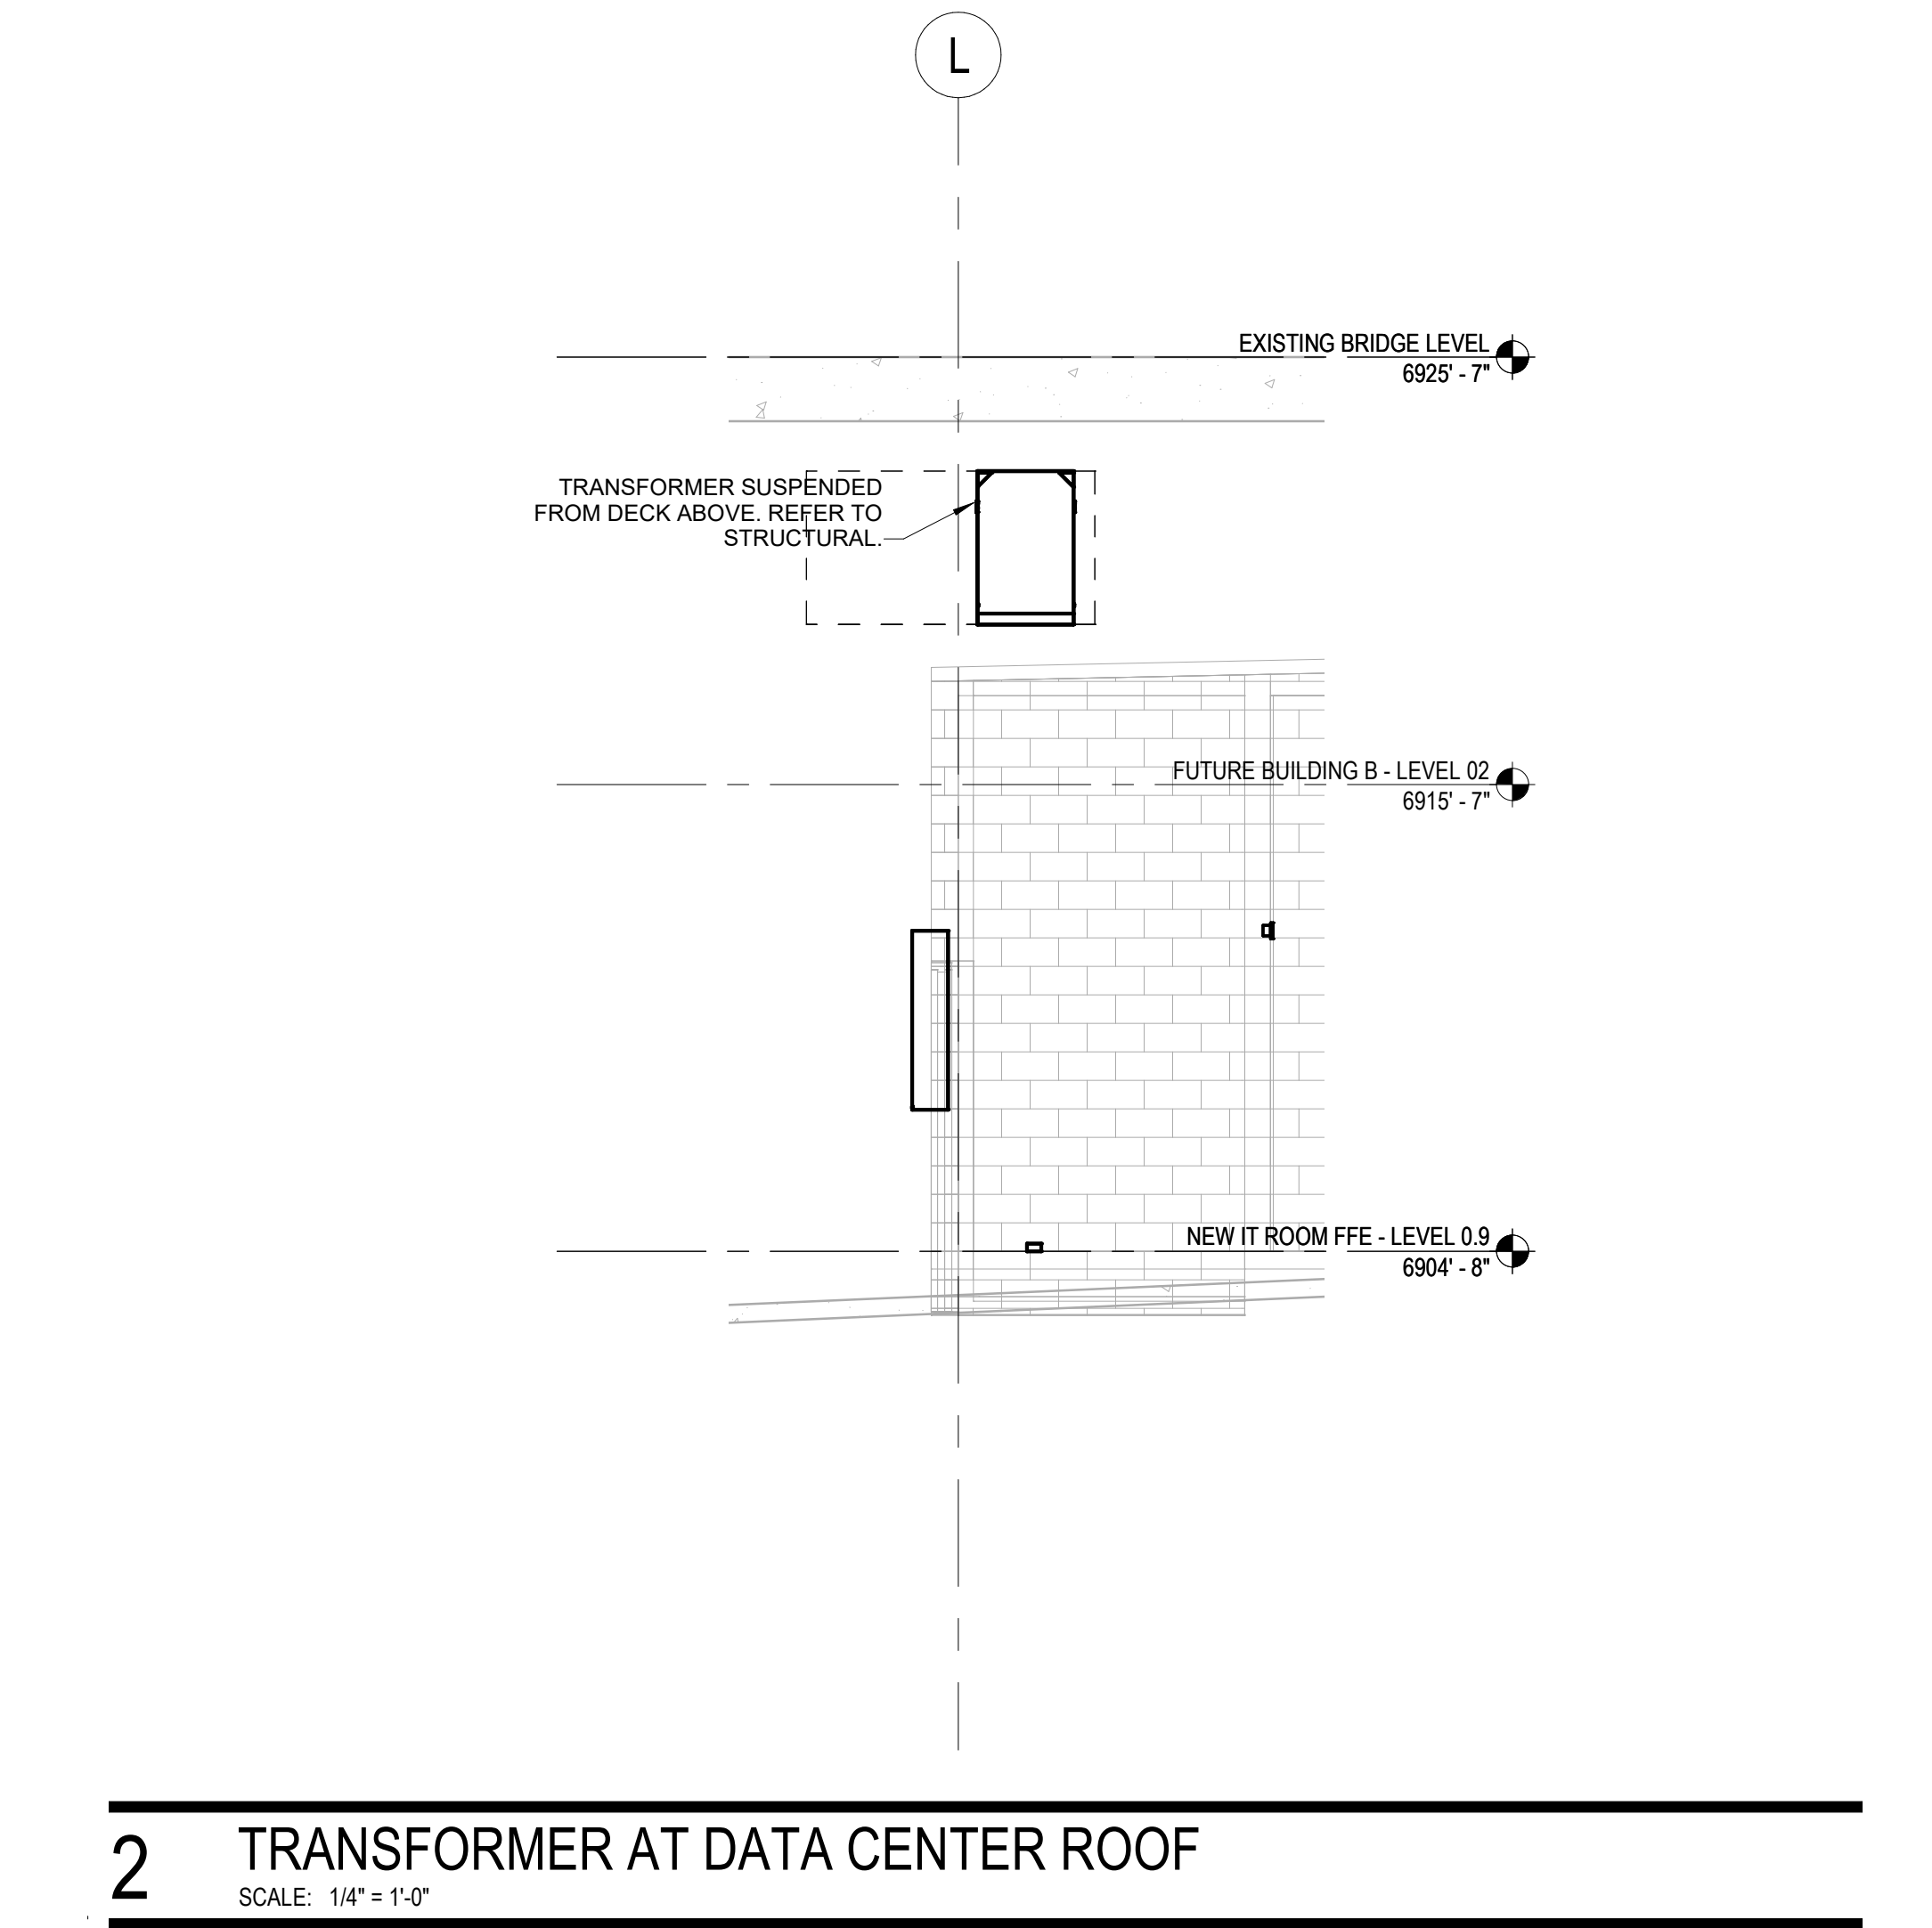 L
EXISTING BRIDGE LEVEL
6925' - 7"
TRANSFORMER SUSPENDED
FROM DECK ABOVE. REFER TO
STRUCTURAL.
FUTURE BUILDING B - LEVEL 02
6915' - 7"
NEW IT ROOM FFE - LEVEL 0.9
6904' - 8"
2
TRANSFORMER AT DATA CENTER ROOF
SCALE: 1/4" = 1'-0"